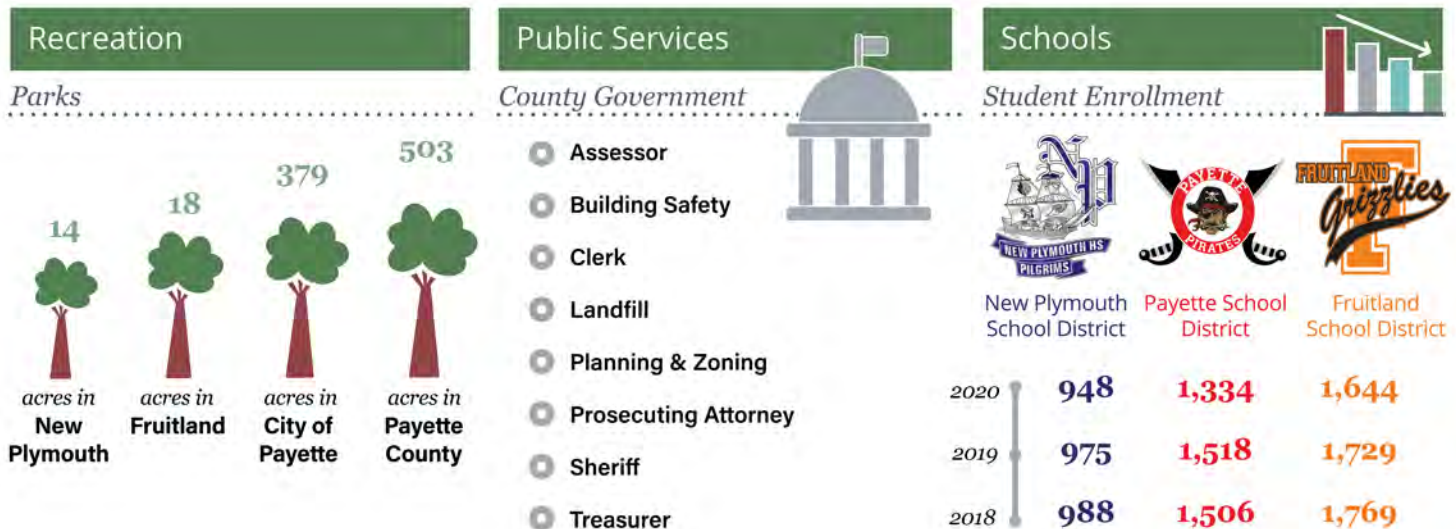 Recreation
Parks
14
18
379
503
acres in
New
Plymouth
acres in
Fruitland
acres in
City of
Payette
acres in
Payette
County
Public Services
County Government
Assessor
Building Safety
Clerk
Landfill
Planning & Zoning
Prosecuting Attorney
Sheriff
Treasurer
Schools
Student Enrollment
NP
NEW PLYMOUTH HS
PILGRIMS
PAYETTE
PIRATES
F
FRUITLAND
Grizzlies
New Plymouth
School District
Payette School
District
Fruitland
School District
2020 948 1,334 1,644
2019 975 1,518 1,729
2018 988 1,506 1,769